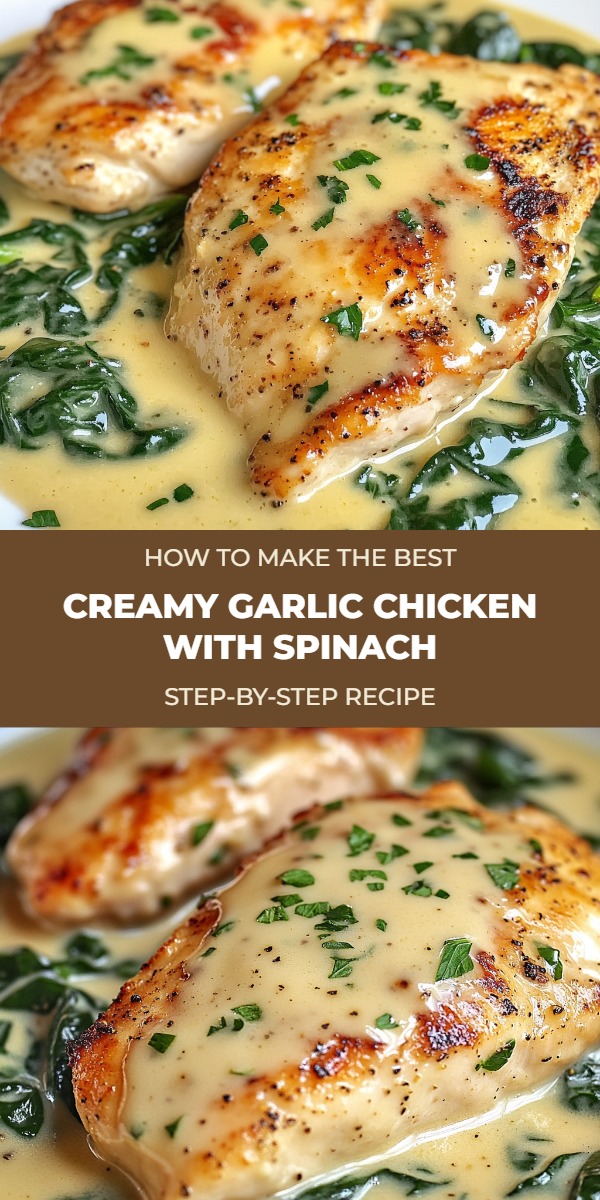 HOW TO MAKE THE BEST
CREAMY GARLIC CHICKEN
WITH SPINACH
STEP-BY-STEP RECIPE